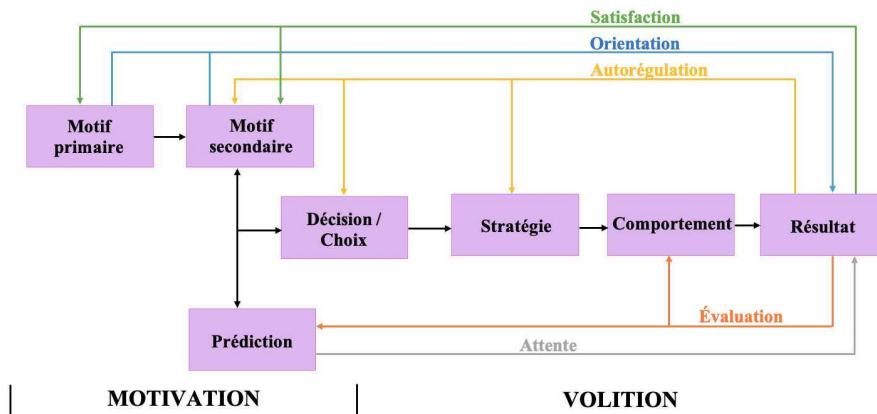 Satisfaction
Orientation
Autorégulation
Motif
primaire
Motif
secondaire
Décision /
Choix
Stratégie
Comportement
Résultat
Prédiction
Évaluation
Attente
MOTIVATION
VOLITION